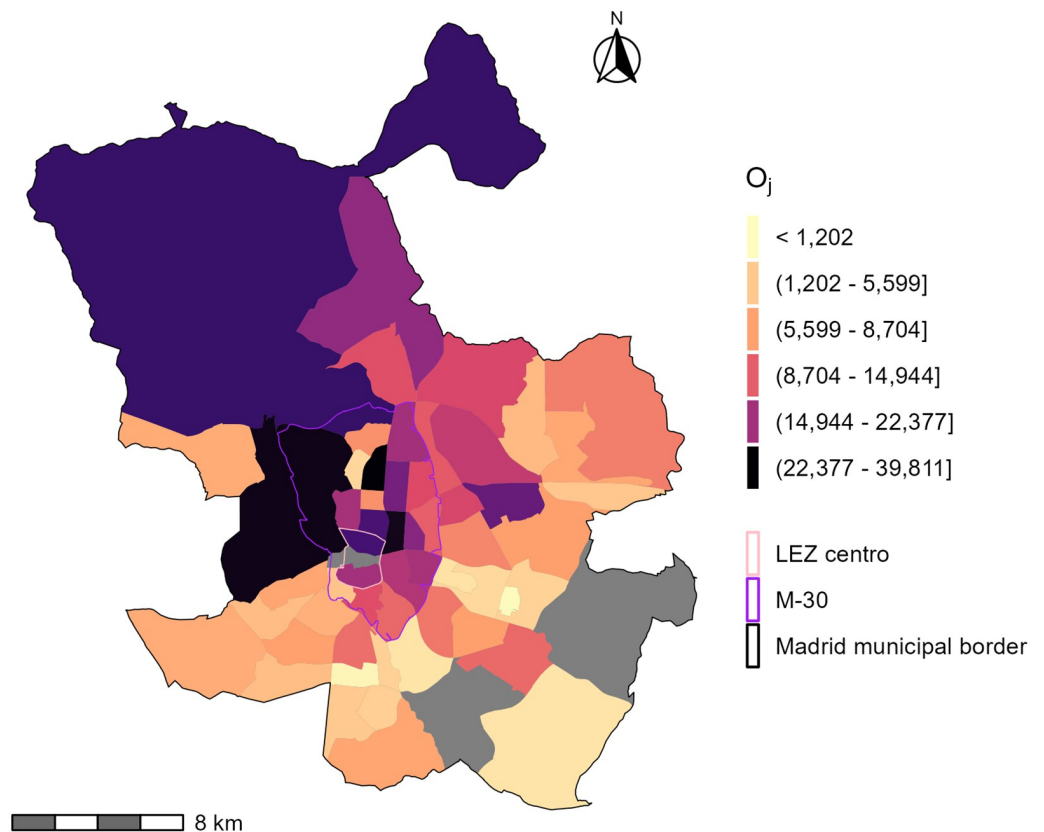 N
Oj
< 1,202
(1,202 - 5,599]
(5,599 - 8,704]
(8,704 - 14,944]
(14,944 - 22,377]
(22,377 - 39,811]
LEZ centro
M-30
Madrid municipal border
8 km